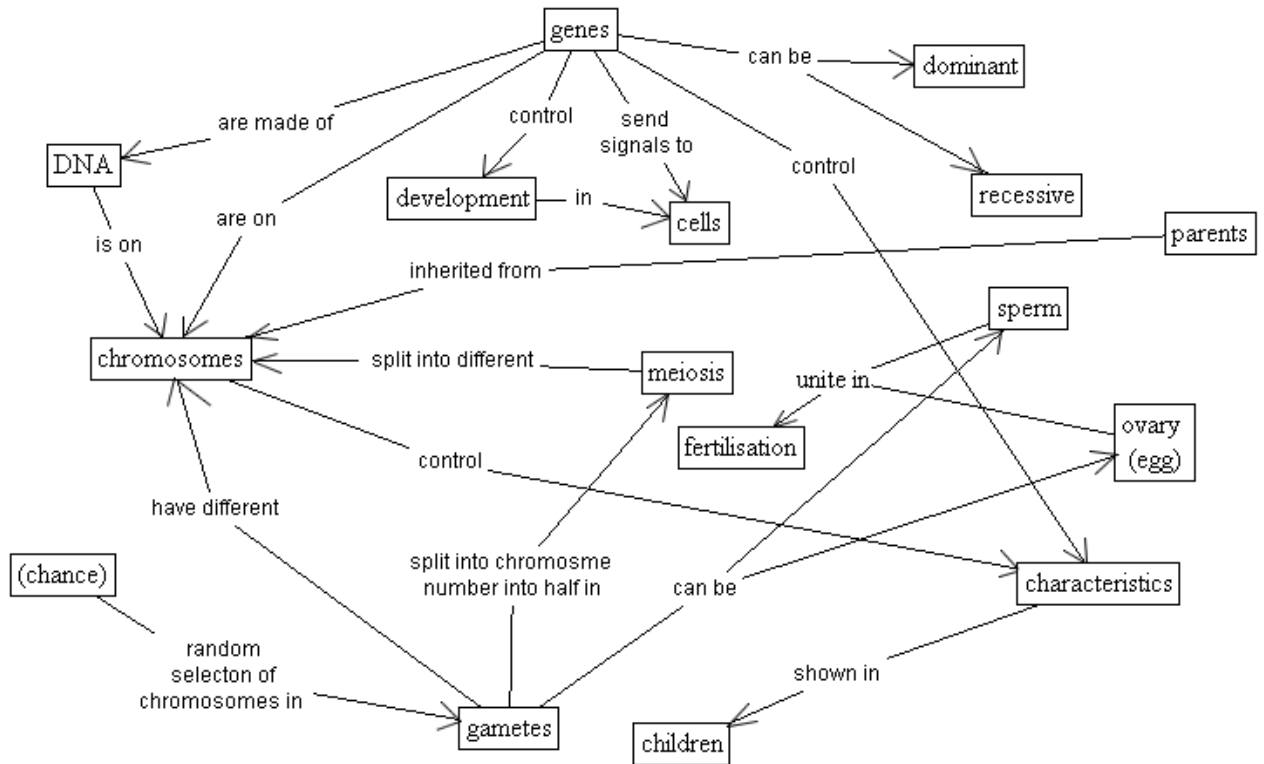 genes
can be
dominant
are made of
control
send
signals to
control
DNA
development
in
cells
recessive
is on
are on
parents
inherited from
sperm
chromosomes
split into different
meiosis
unite in
ovary
(egg)
fertilisation
control
have different
(chance)
split into chromosme
number into half in
can be
characteristics
random
selecton of
chromosomes in
shown in
gametes
children